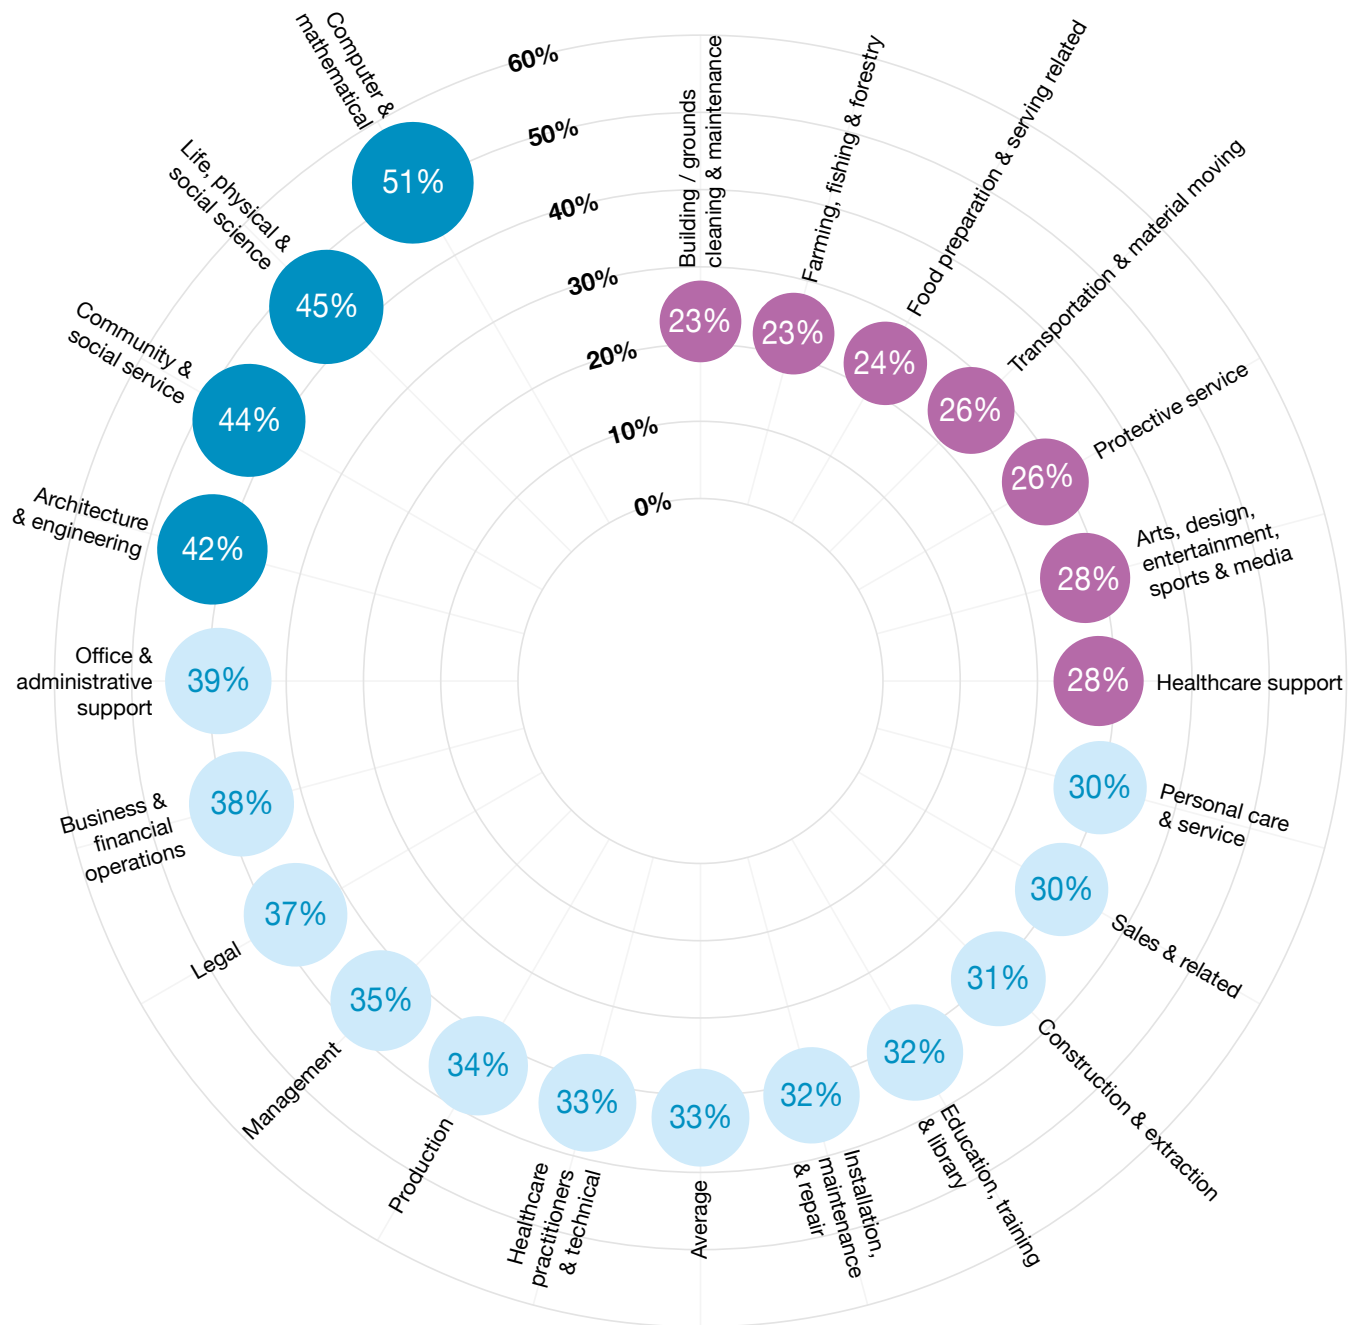 60%
50%
40%
30%
20%
10%
0%
Building / grounds
cleaning & maintenance
23%
Farming, fishing & forestry
23%
Food preparation & serving related
24%
Transportation & material moving
26%
Protective service
26%
Arts, design,
entertainment,
sports & media
28%
Healthcare support
28%
Personal care
& service
30%
Sales & related
30%
Construction & extraction
31%
Education, training
& library
32%
Installation,
maintenance
& repair
32%
Average
33%
Healthcare
practitioners
& technical
33%
Production
34%
Management
35%
Legal
37%
Business &
financial
operations
38%
Office &
administrative
support
39%
Architecture
& engineering
42%
Community &
social service
44%
Life, physical &
social science
45%
Computer &
mathematical
51%